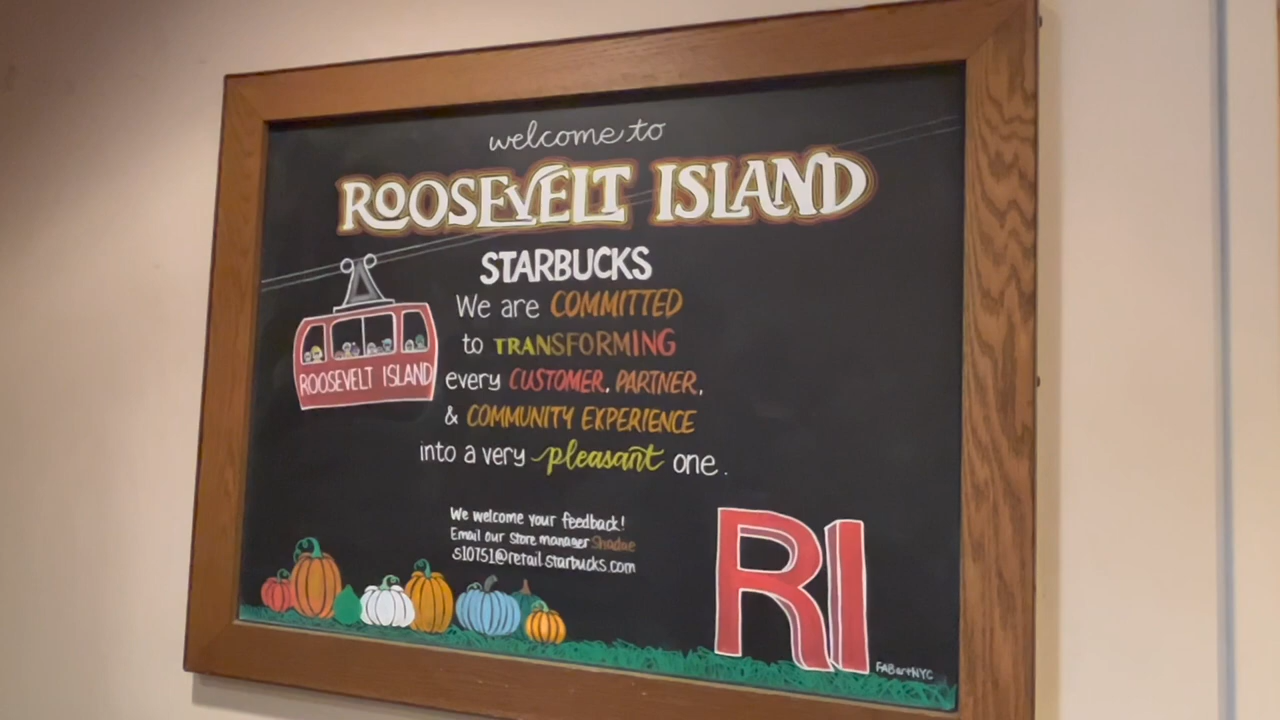 welcome to
ROOSEVELT ISLAND
STARBUCKS
We are COMMITTED
to TRANSFORMING
every CUSTOMER, PARTNER,
& COMMUNITY EXPERIENCE
into a very pleasant one.
ROOSEVELT ISLAND
We welcome your feedback!
Email our store manager Shadae
s10751@retail.starbucks.com
RI
FABartNYC